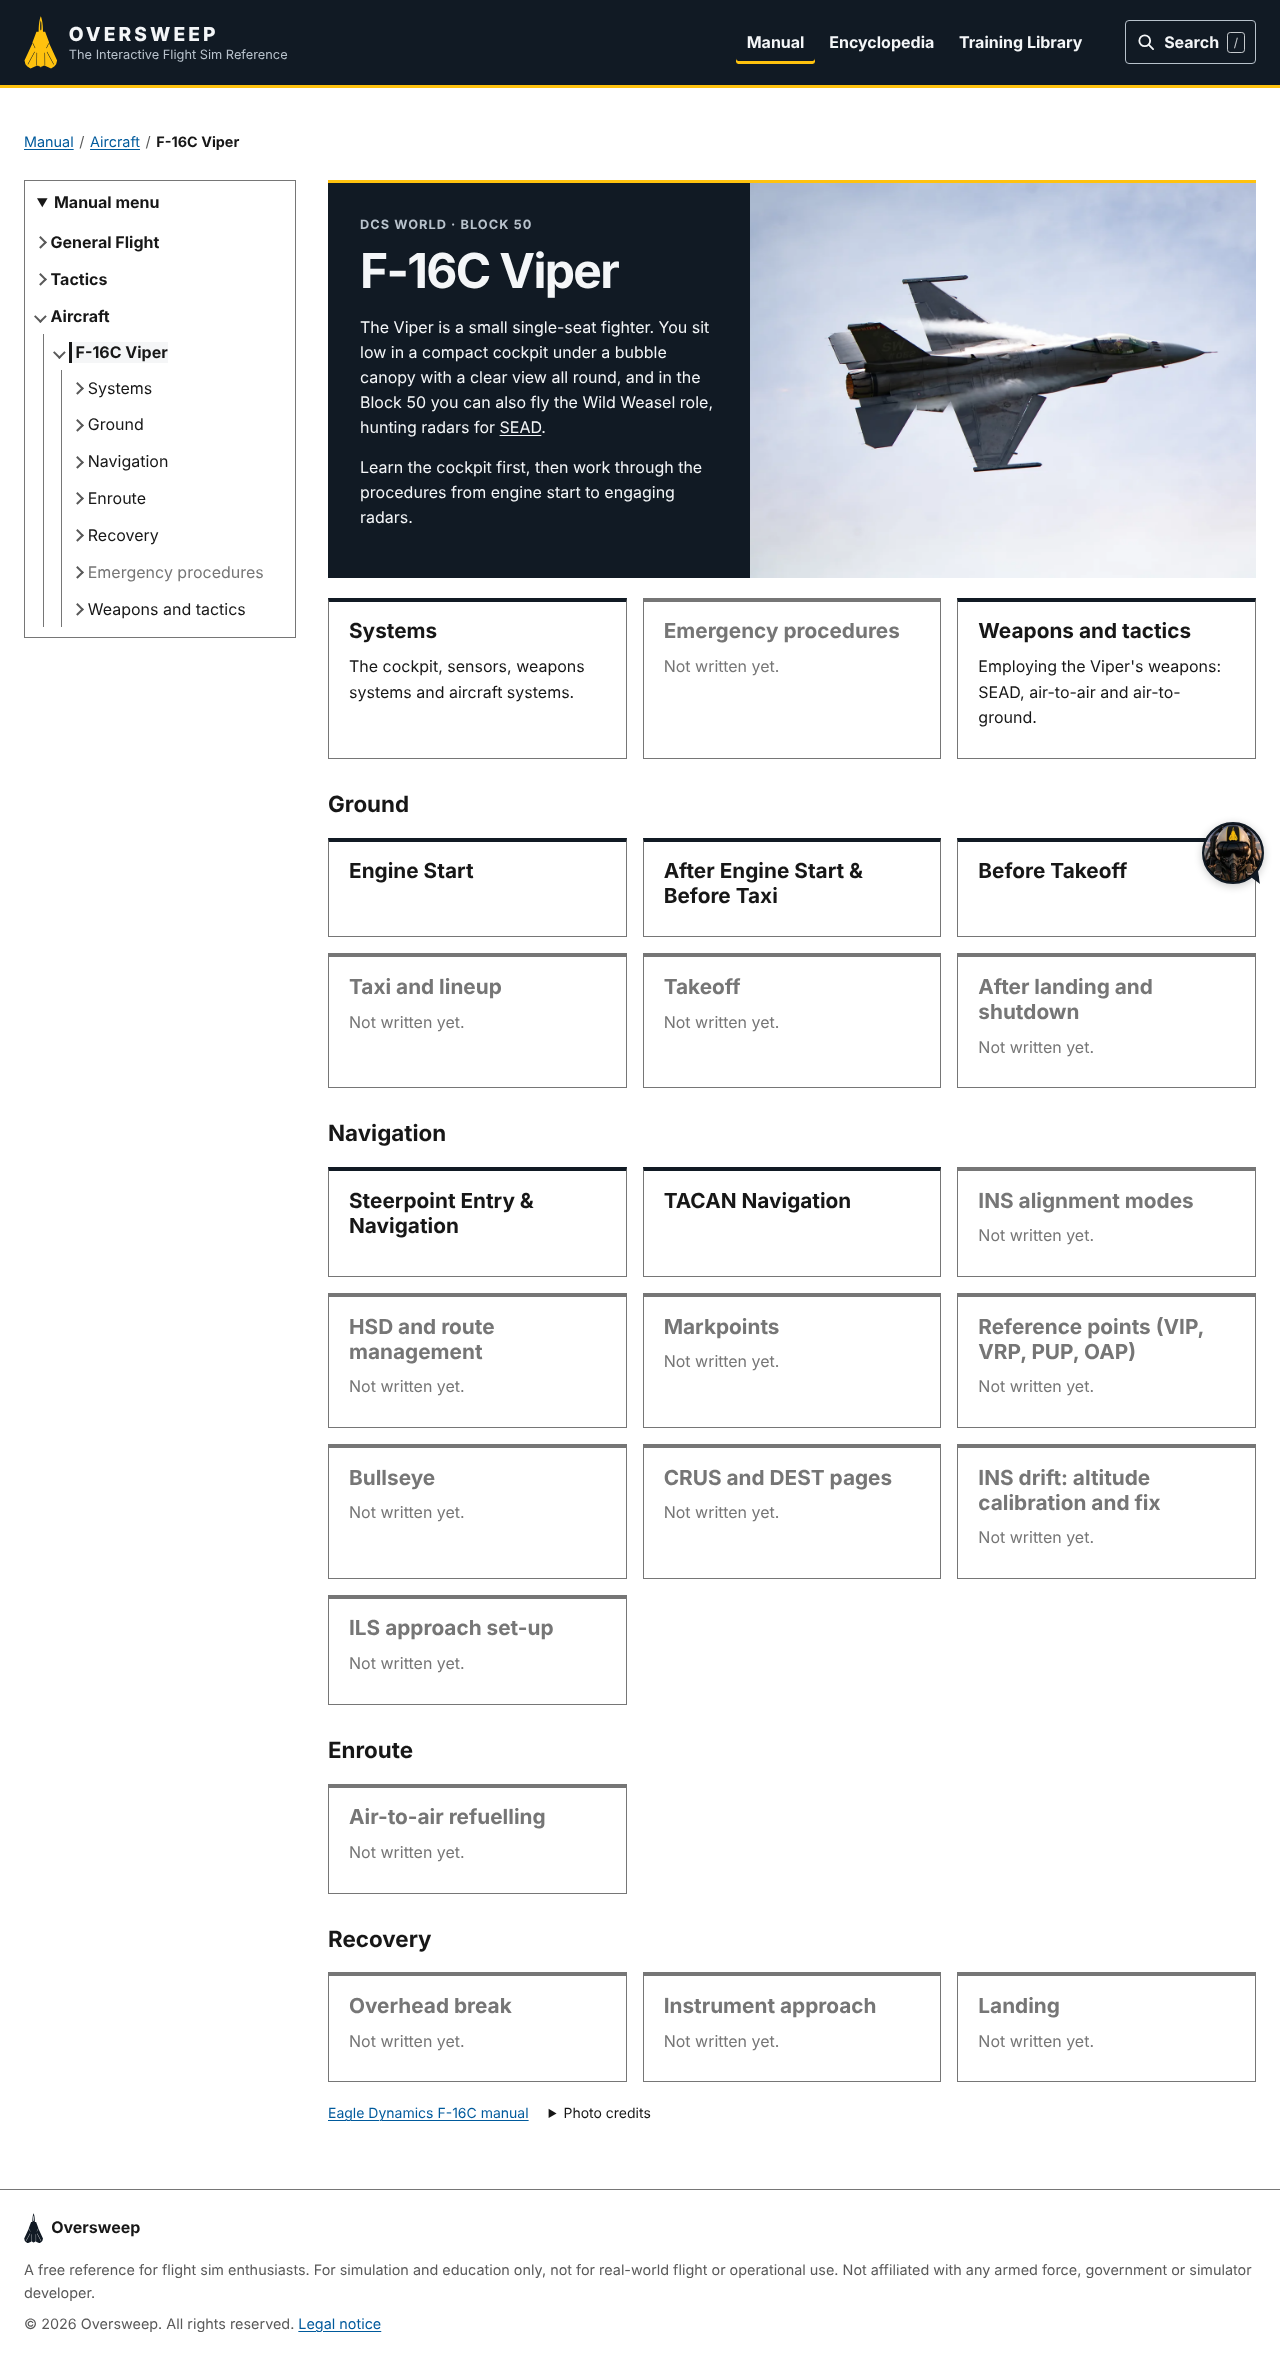 OVERSWEEP
The Interactive Flight Sim Reference
Manual
Encyclopedia
Training Library
Search /
Manual / Aircraft / F-16C Viper
Manual menu
General Flight
Tactics
Aircraft
F-16C Viper
Systems
Ground
Navigation
Enroute
Recovery
Emergency procedures
Weapons and tactics
DCS WORLD · BLOCK 50
F-16C Viper
The Viper is a small single-seat fighter. You sit
low in a compact cockpit under a bubble
canopy with a clear view all round, and in the
Block 50 you can also fly the Wild Weasel role,
hunting radars for SEAD.
Learn the cockpit first, then work through the
procedures from engine start to engaging
radars.
Systems
The cockpit, sensors, weapons
systems and aircraft systems.
Emergency procedures
Not written yet.
Weapons and tactics
Employing the Viper's weapons:
SEAD, air-to-air and air-to-
ground.
Ground
Engine Start
After Engine Start &
Before Taxi
Before Takeoff
Taxi and lineup
Not written yet.
Takeoff
Not written yet.
After landing and
shutdown
Not written yet.
Navigation
Steerpoint Entry &
Navigation
TACAN Navigation
INS alignment modes
Not written yet.
HSD and route
management
Not written yet.
Markpoints
Not written yet.
Reference points (VIP,
VRP, PUP, OAP)
Not written yet.
Bullseye
Not written yet.
CRUS and DEST pages
Not written yet.
INS drift: altitude
calibration and fix
Not written yet.
ILS approach set-up
Not written yet.
Enroute
Air-to-air refuelling
Not written yet.
Recovery
Overhead break
Not written yet.
Instrument approach
Not written yet.
Landing
Not written yet.
Eagle Dynamics F-16C manual
Photo credits
Oversweep
A free reference for flight sim enthusiasts. For simulation and education only, not for real-world flight or operational use. Not affiliated with any armed force, government or simulator
developer.
© 2026 Oversweep. All rights reserved. Legal notice